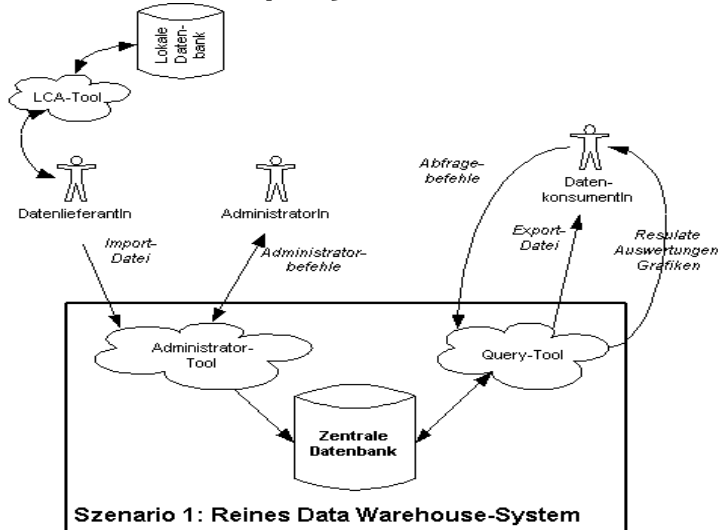 Lokale
Daten-
bank
LCA-Tool
DatenlieferantIn
AdministratorIn
Abfrage-
befehle
Daten-
konsumentIn
Import-
Datei
Administrator-
befehle
Export-
Datei
Resulate
Auswertungen
Grafiken
Administrator-
Tool
Query-Tool
Zentrale
Datenbank
Szenario 1: Reines Data Warehouse-System